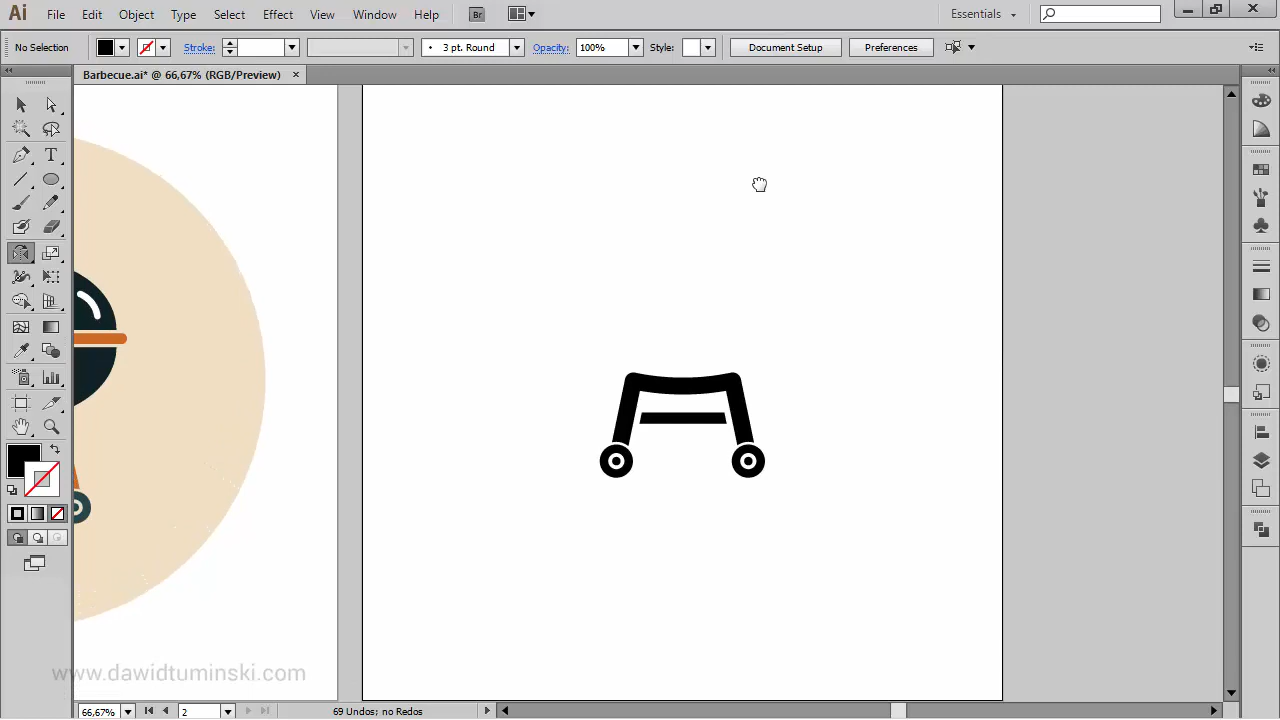 Ai File Edit Object Type Select Effect View Window Help Br Essentials
No Selection Stroke: 3 pt. Round Opacity: 100% Style: Document Setup Preferences
Barbecue.ai* @ 66,67% (RGB/Preview)
T
www.dawidtuminski.com
66,67% 2 69 Undos; no Redos